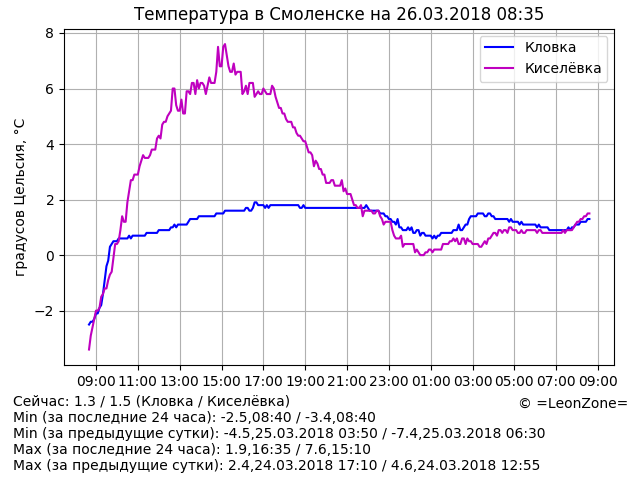 Температура в Смоленске на 26.03.2018 08:35
Кловка
Киселёвка
градусов Цельсия, °C
8
6
4
2
0
−2
09:00 11:00 13:00 15:00 17:00 19:00 21:00 23:00 01:00 03:00 05:00 07:00 09:00
Сейчас: 1.3 / 1.5 (Кловка / Киселёвка)
© =LeonZone=
Min (за последние 24 часа): -2.5,08:40 / -3.4,08:40
Min (за предыдущие сутки): -4.5,25.03.2018 03:50 / -7.4,25.03.2018 06:30
Max (за последние 24 часа): 1.9,16:35 / 7.6,15:10
Max (за предыдущие сутки): 2.4,24.03.2018 17:10 / 4.6,24.03.2018 12:55